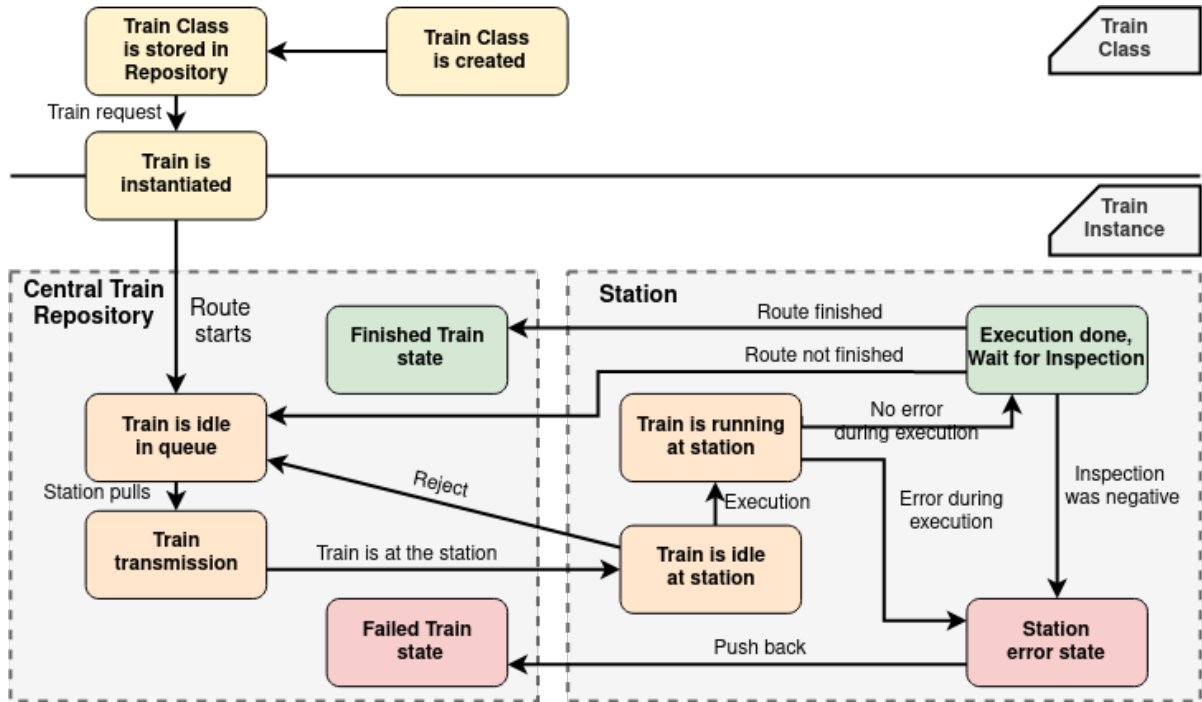 Train Class
is stored in
Repository
Train Class
is created
Train
Class
Train request
Train is
instantiated
Train
Instance
Central Train
Repository
Route
starts
Finished Train
state
Station
Route finished
Execution done,
Wait for Inspection
Route not finished
Train is idle
in queue
Train is running
at station
No error
during execution
Reject
Station pulls
Execution
Error during
execution
Inspection
was negative
Train
transmission
Train is at the station
Train is idle
at station
Failed Train
state
Push back
Station
error state